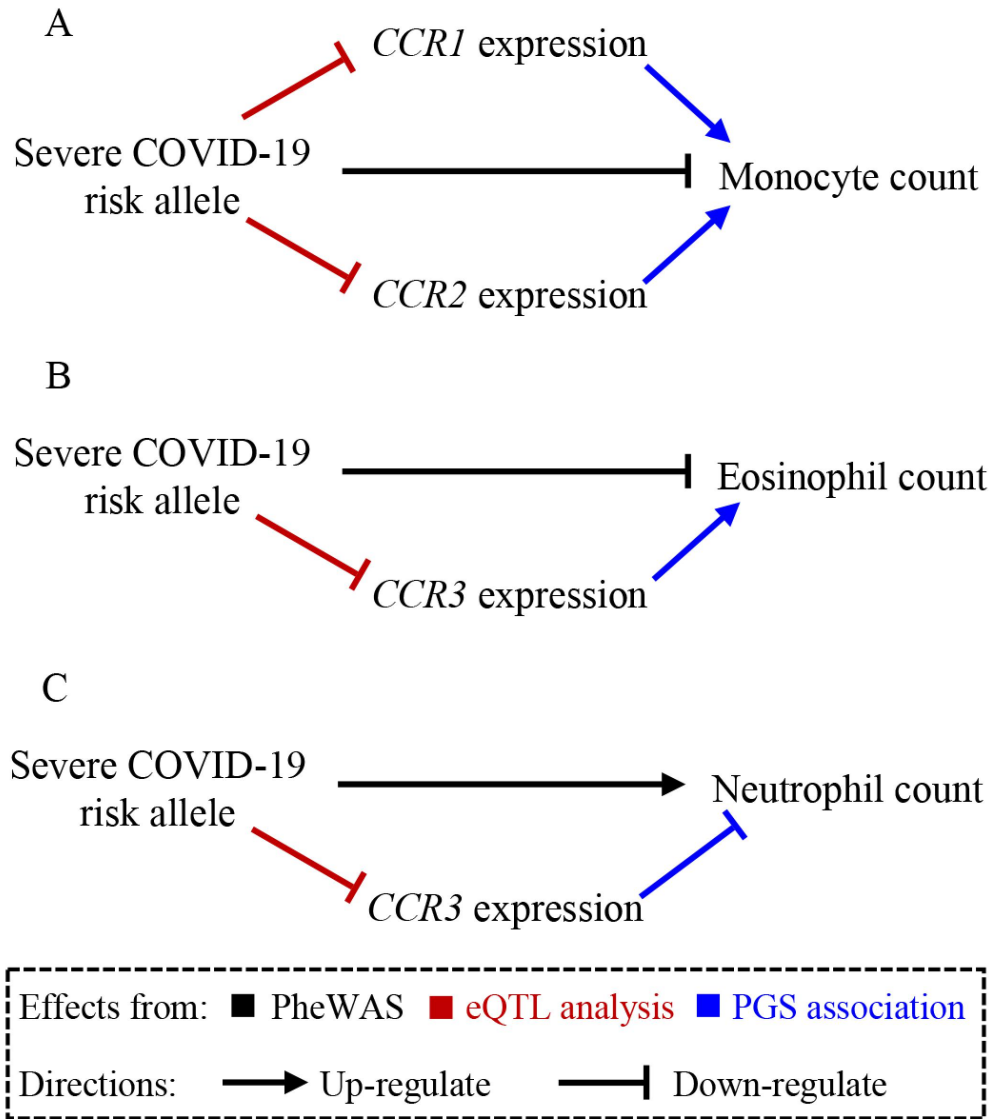 A
CCR1 expression
Severe COVID-19
risk allele
Monocyte count
CCR2 expression
B
Severe COVID-19
risk allele
Eosinophil count
CCR3 expression
C
Severe COVID-19
risk allele
Neutrophil count
CCR3 expression
Effects from: PheWAS eQTL analysis PGS association
Directions: Up-regulate Down-regulate